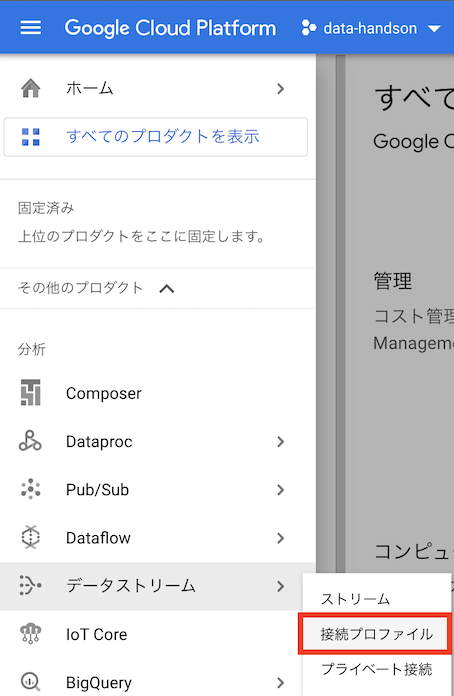 Google Cloud Platform
data-handson
ホーム
すべてのプロダクトを表示
固定済み
上位のプロダクトをここに固定します。
その他のプロダクト
分析
Composer
Dataproc
Pub/Sub
Dataflow
データストリーム
IoT Core
BigQuery
ストリーム
接続プロファイル
プライベート接続
すべて
Google C
管理
コスト管理
Manageme
コンピュー